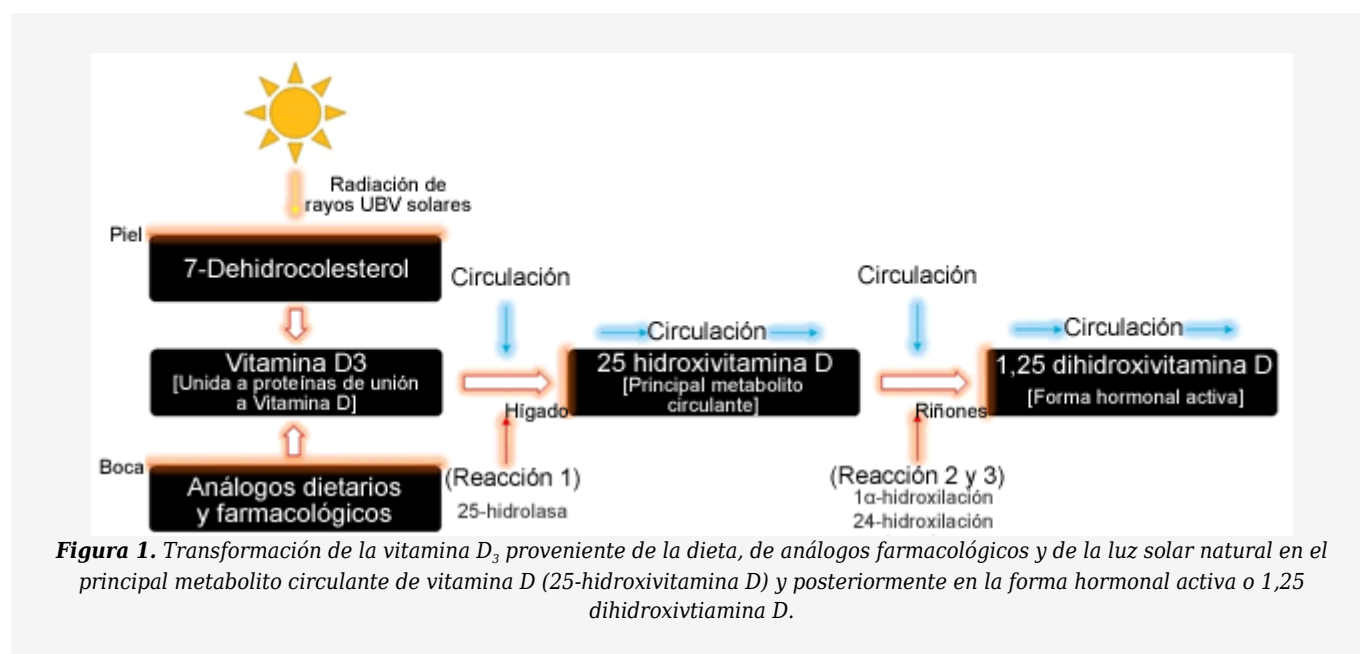 Radiación de
rayos UBV solares
Piel
7-Dehidrocolesterol
Circulación
Circulación
Circulación
Circulación
Vitamina D3
[Unida a proteínas de unión
a Vitamina D]
25 hidroxivitamina D
[Principal metabolito
circulante]
1,25 dihidroxivitamina D
[Forma hormonal activa]
Hígado
Riñones
Boca
Análogos dietarios
y farmacológicos
(Reacción 1)
25-hidrolasa
(Reacción 2 y 3)
1α-hidroxilación
24-hidroxilación
Figura 1. Transformación de la vitamina D₃ proveniente de la dieta, de análogos farmacológicos y de la luz solar natural en el
principal metabolito circulante de vitamina D (25-hidroxivitamina D) y posteriormente en la forma hormonal activa o 1,25
dihidroxivtiamina D.